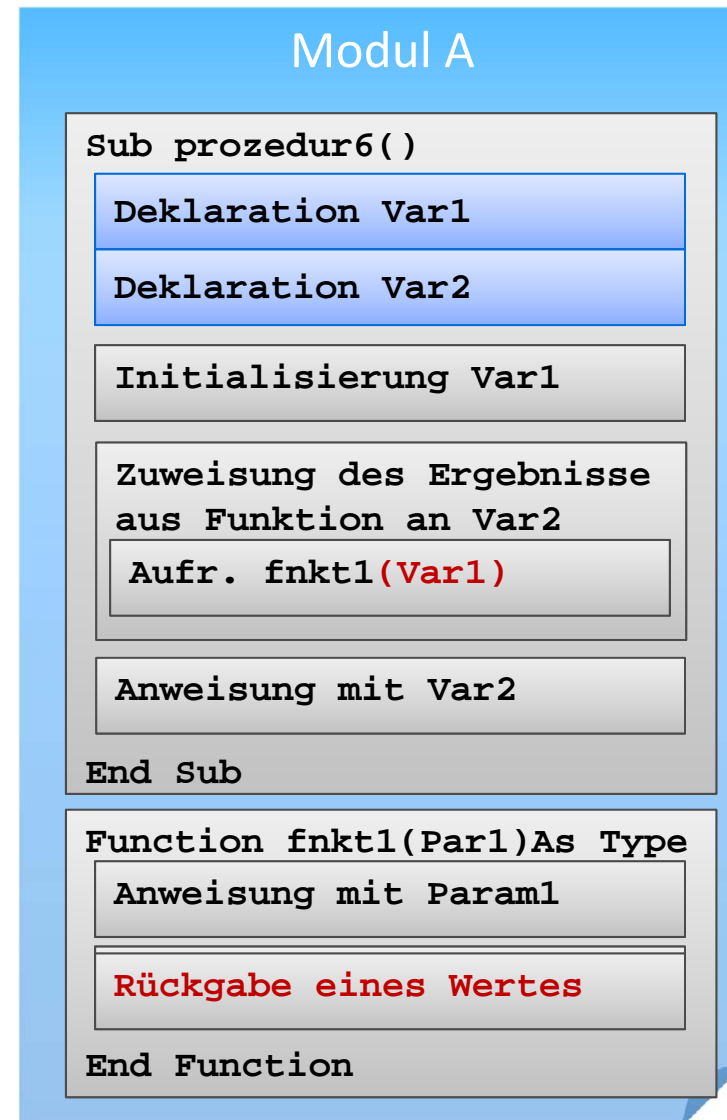 Modul A
Sub prozedur6()
Deklaration Var1
Deklaration Var2
Initialisierung Var1
Zuweisung des Ergebnisse
aus Funktion an Var2
Aufr. fnkt1(Var1)
Anweisung mit Var2
End Sub
Function fnkt1(Par1)As Type
Anweisung mit Param1
Rückgabe eines Wertes
End Function